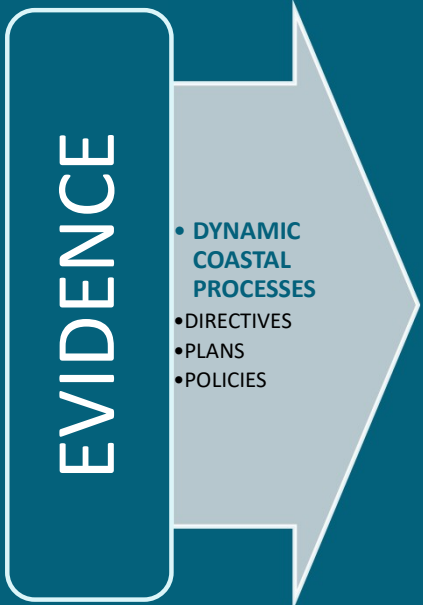 EVIDENCE
• DYNAMIC
COASTAL
PROCESSES
•DIRECTIVES
•PLANS
•POLICIES